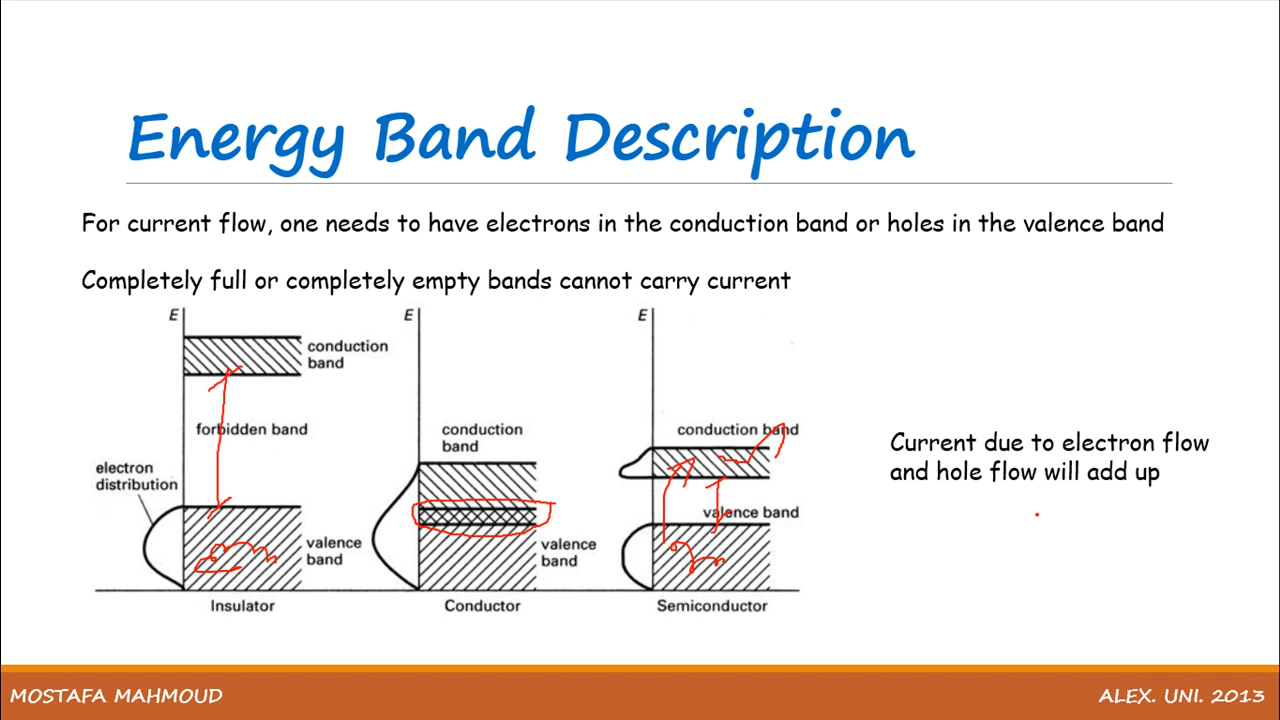 Energy Band Description
For current flow, one needs to have electrons in the conduction band or holes in the valence band
Completely full or completely empty bands cannot carry current
E
conduction
band
forbidden band
electron
distribution
valence
band
Insulator
E
conduction
band
valence
band
Conductor
E
conduction band
valence band
Semiconductor
Current due to electron flow
and hole flow will add up
MOSTAFA MAHMOUD
ALEX. UNI. 2013